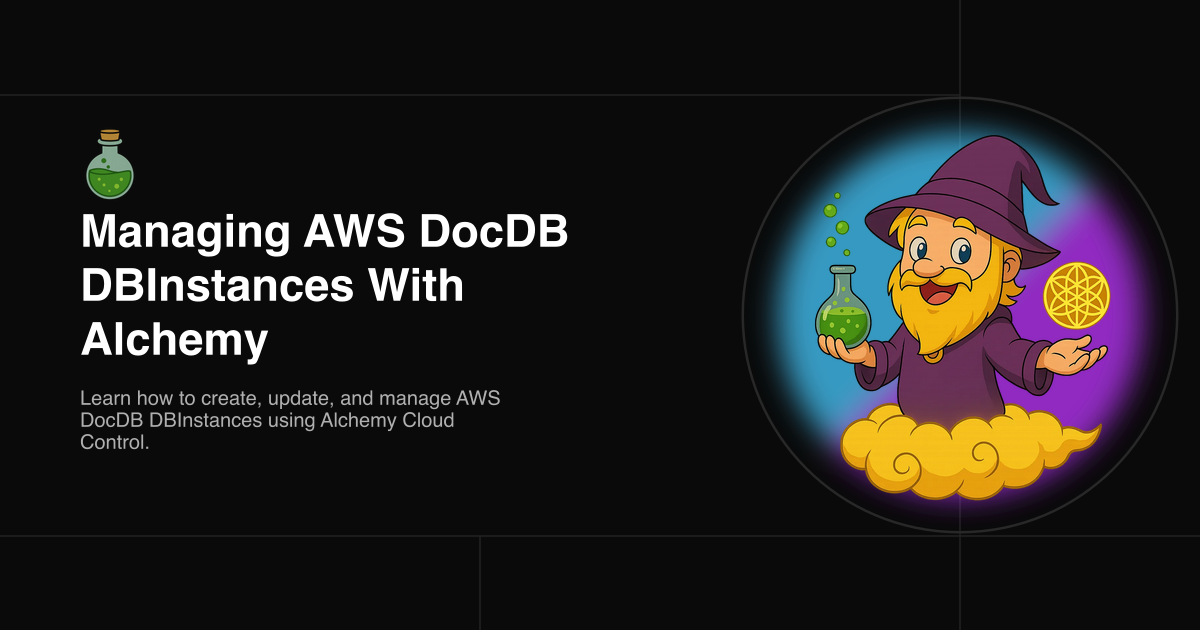 Managing AWS DocDB
DBInstances With
Alchemy
Learn how to create, update, and manage AWS
DocDB DBInstances using Alchemy Cloud
Control.